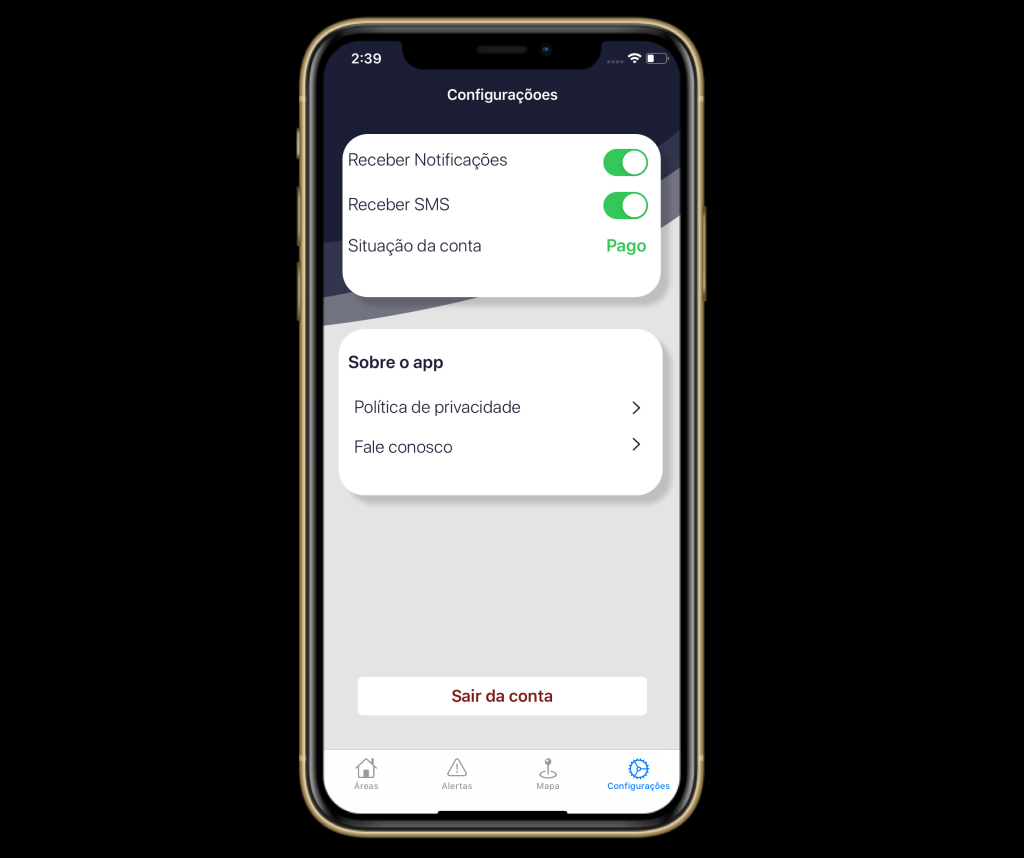 2:39
Configuraçõoes
Receber Notificações
Receber SMS
Situação da conta Pago
Sobre o app
Política de privacidade
Fale conosco
Sair da conta
Áreas Alertas Mapa Configurações